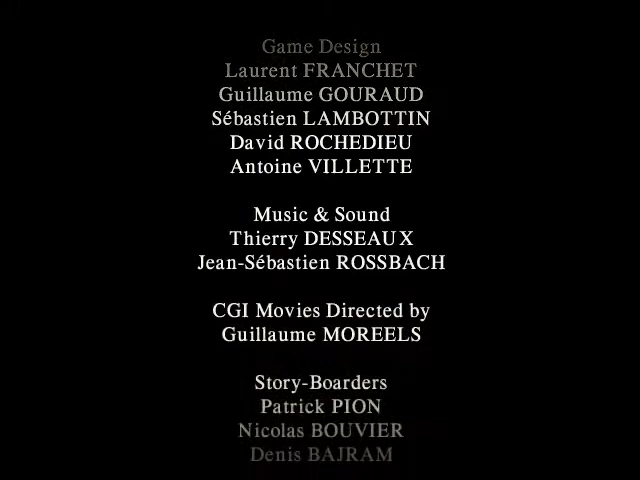 Game Design
Laurent FRANCHET
Guillaume GOURAUD
Sébastien LAMBOTTIN
David ROCHEDIEU
Antoine VILLETTE
Music & Sound
Thierry DESSEAUX
Jean-Sébastien ROSSBACH
CGI Movies Directed by
Guillaume MOREELS
Story-Boarders
Patrick PION
Nicolas BOUVIER
Denis BAJRAM